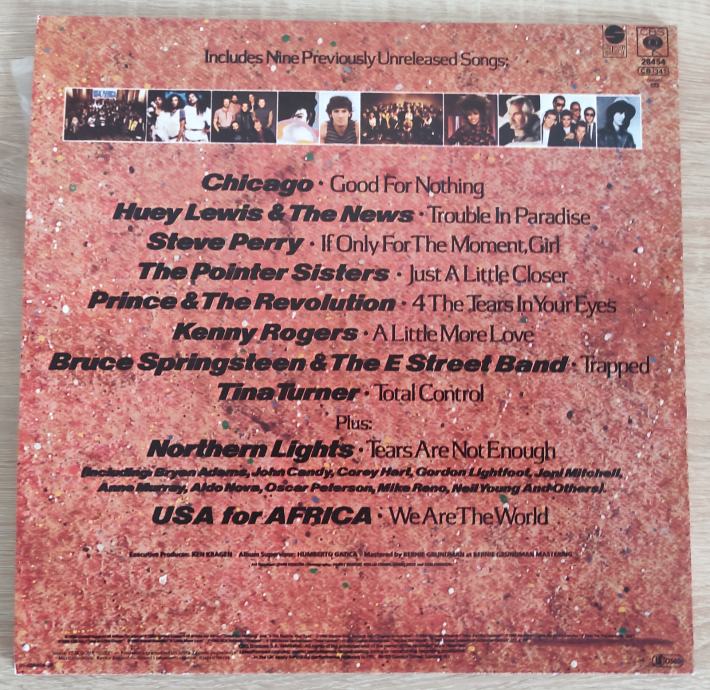 Includes Nine Previously Unreleased Songs:
CBS
28454
Chicago · Good For Nothing
Huey Lewis & The News · Trouble In Paradise
Steve Perry · If Only For The Moment, Girl
The Pointer Sisters · Just A Little Closer
Prince & The Revolution · 4 The Tears In Your Eyes
Kenny Rogers · A Little More Love
Bruce Springsteen & The E Street Band · Trapped
Tina Turner · Total Control
Plus:
Northern Lights · Tears Are Not Enough
(Including: Bryan Adams, John Candy, Corey Hart, Gordon Lightfoot, Joni Mitchell,
Anne Murray, Aldo Nova, Oscar Peterson, Mike Reno, Neil Young And Others).
USA for AFRICA · We Are The World
Executive Producer: KEN KRAGEN Album Supervisor: HUMBERTO GATICA Mastered by BERNIE GRUNDMAN at BERNIE GRUNDMAN MASTERING